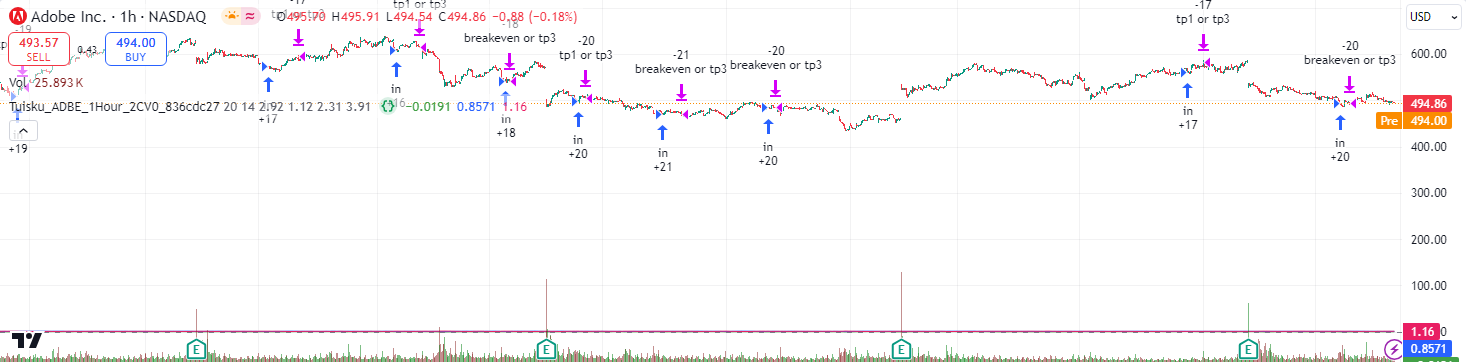 Adobe Inc. · 1h · NASDAQ
O495.70 H495.91 L494.54 C494.86 −0.88 (−0.18%)
USD
493.57
SELL
0.43
494.00
BUY
Vol 25.893 K
Tuisku_ADBE_1Hour_2CV0_836cdc27 20 14 2.92 1.12 2.31 3.91 −0.0191 0.8571 1.16
-19
+19
-17
+17
tp1 or tp3
in
-18
breakeven or tp3
in
+18
-20
tp1 or tp3
in
+20
-21
breakeven or tp3
in
+21
-20
breakeven or tp3
in
+20
-17
tp1 or tp3
in
+17
-20
breakeven or tp3
in
+20
600.00
494.86
Pre 494.00
400.00
300.00
200.00
100.00
1.16
0.8571
E
E
E
E